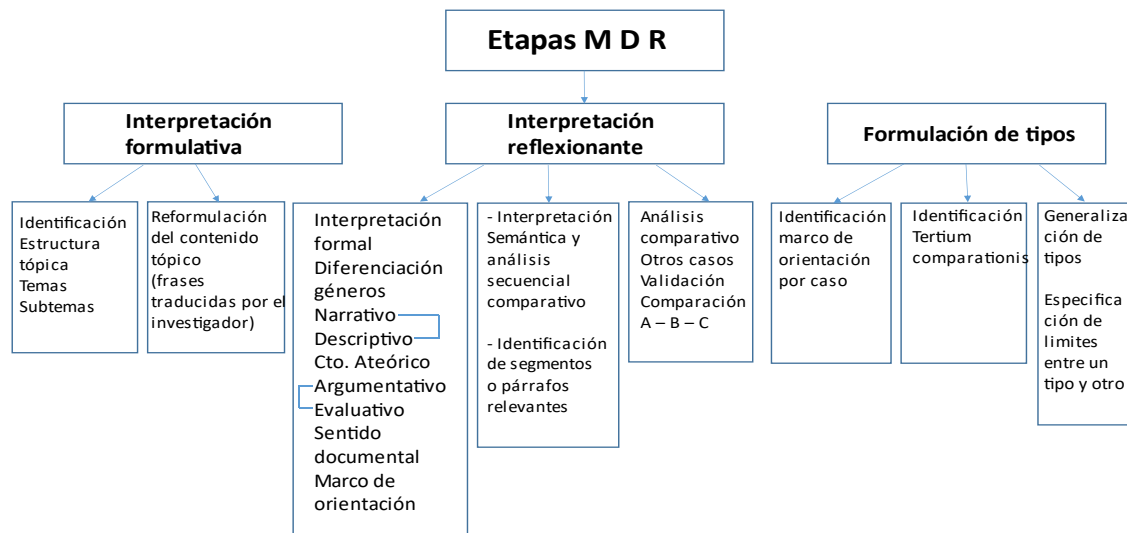 Etapas M D R
Interpretación
formulativa
Interpretación
reflexionante
Formulación de tipos
Identificación
Estructura
tópica
Temas
Subtemas
Reformulación
del contenido
tópico
(frases
traducidas por el
investigador)
Interpretación
formal
Diferenciación
géneros
Narrativo
Descriptivo
Cto. Ateórico
Argumentativo
Evaluativo
Sentido
documental
Marco de
orientación
- Interpretación
Semántica y
análisis
secuencial
comparativo
- Identificación
de segmentos
o párrafos
relevantes
Análisis
comparativo
Otros casos
Validación
Comparación
A – B – C
Identificación
marco de
orientación
por caso
Identificación
Tertium
comparationis
Generaliza
ción de
tipos
Especifica
ción de
limites
entre un
tipo y otro